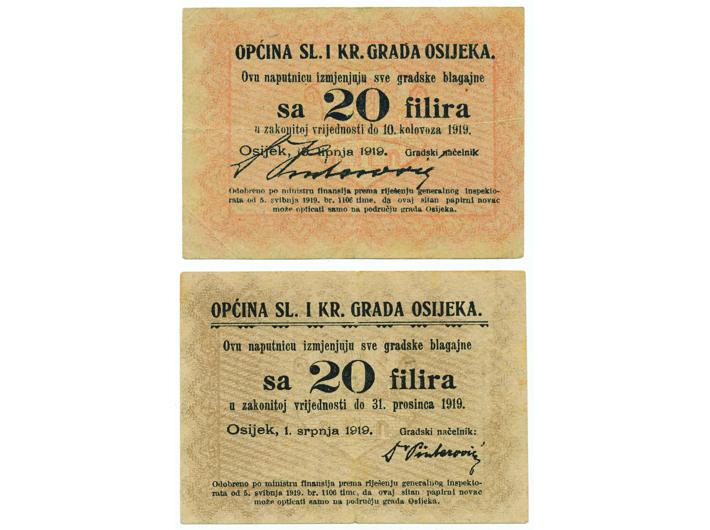 OPĆINA SL. I KR. GRADA OSIJEKA.
Ovu naputnicu izmjenjuju sve gradske blagajne
sa 20 filira
u zakonitoj vrijednosti do 10. kolovoza 1919.
Osijek, lipnja 1919. Gradski načelnik
Dr Pinterović
Odobreno po ministru finansija prema riješenju generalnog inspekto-
rata od 5. svibnja 1919. br. 1106 time, da ovaj sitan papirni novac
može opticati samo na području grada Osijeka.
OPĆINA SL. I KR. GRADA OSIJEKA.
Ovu naputnicu izmjenjuju sve gradske blagajne
sa 20 filira
u zakonitoj vrijednosti do 31. prosinca 1919.
Osijek, 1. srpnja 1919. Gradski načelnik:
Dr Pinterović
Odobreno po ministru finansija prema riješenju generalnog inspekto-
rata od 5. svibnja 1919. br. 1106 time, da ovaj sitan papirni novac
može opticati samo na području grada Osijeka.